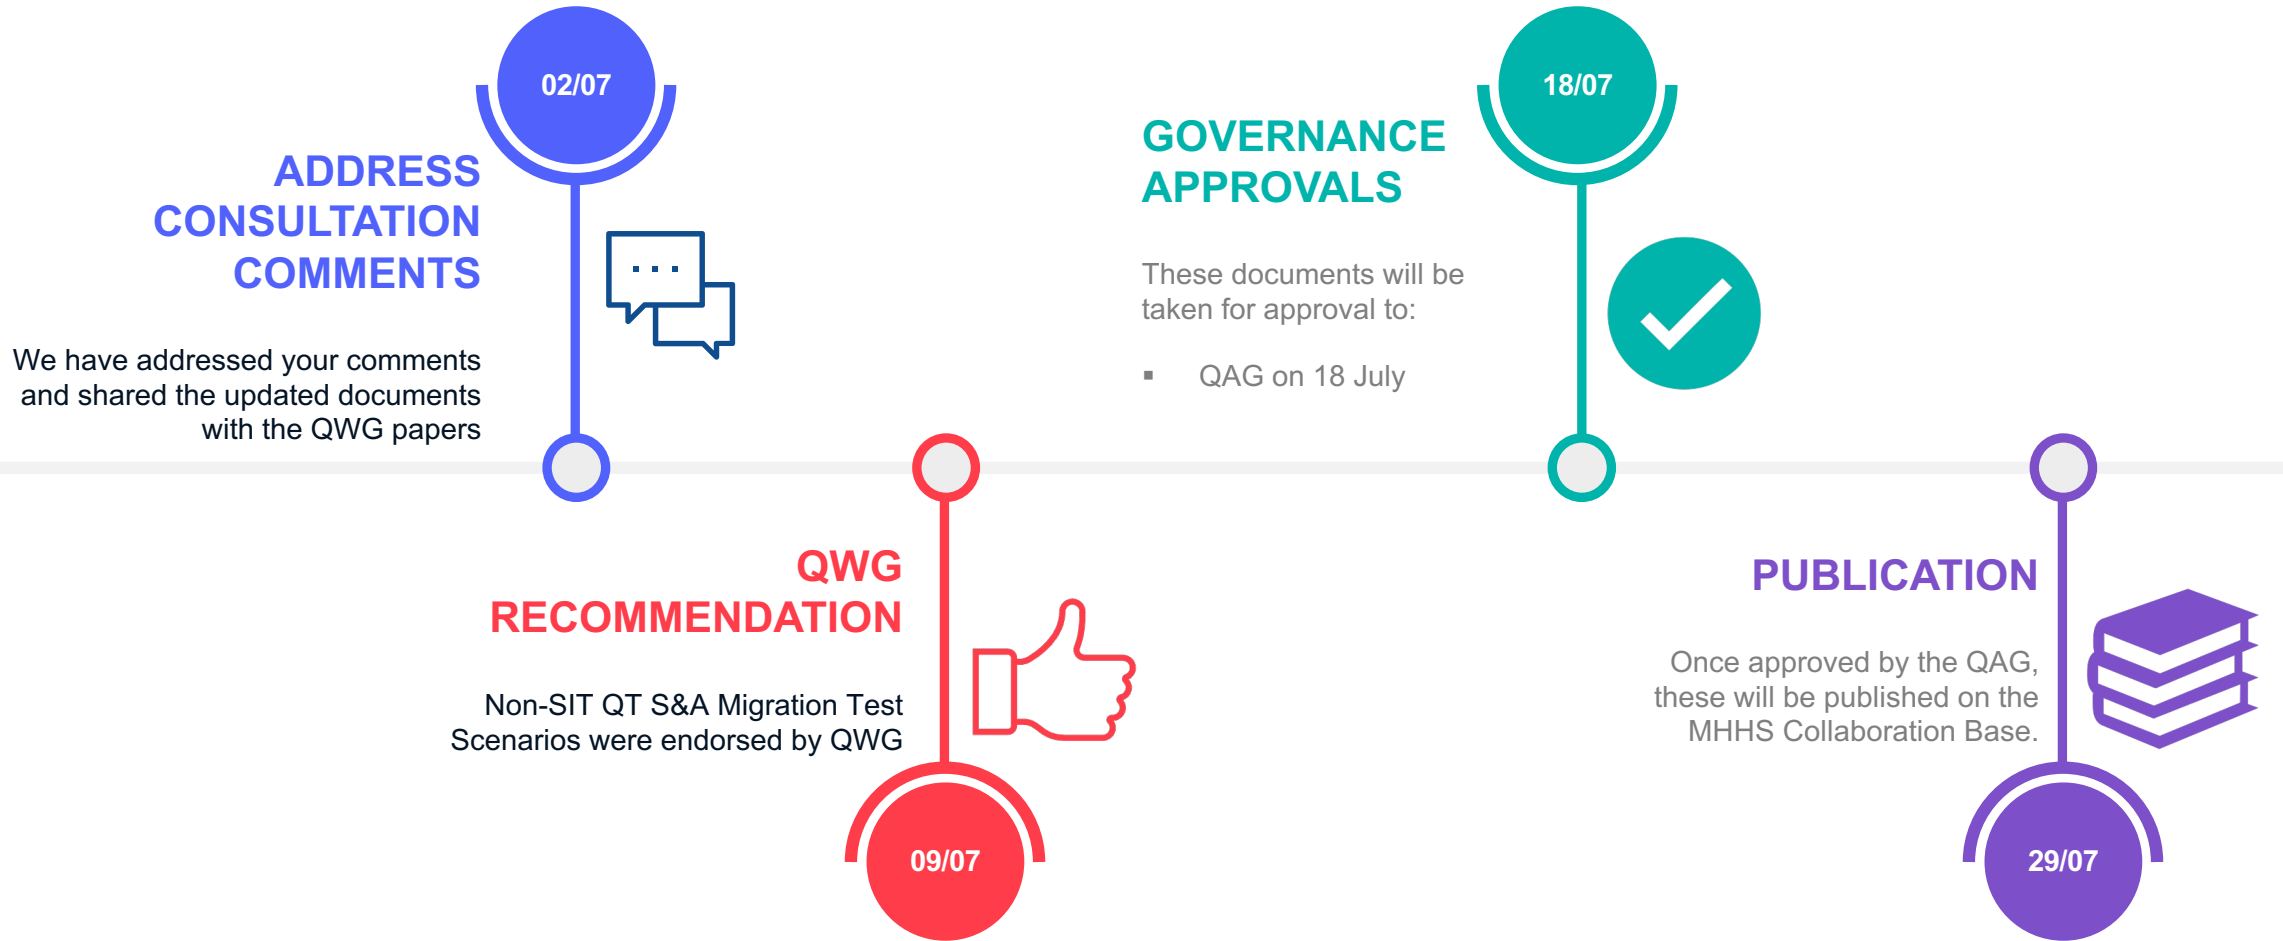 02/07
ADDRESS
CONSULTATION
COMMENTS
We have addressed your comments
and shared the updated documents
with the QWG papers
QWG
RECOMMENDATION
Non-SIT QT S&A Migration Test
Scenarios were endorsed by QWG
09/07
18/07
GOVERNANCE
APPROVALS
These documents will be
taken for approval to:
▪ QAG on 18 July
PUBLICATION
Once approved by the QAG,
these will be published on the
MHHS Collaboration Base.
29/07